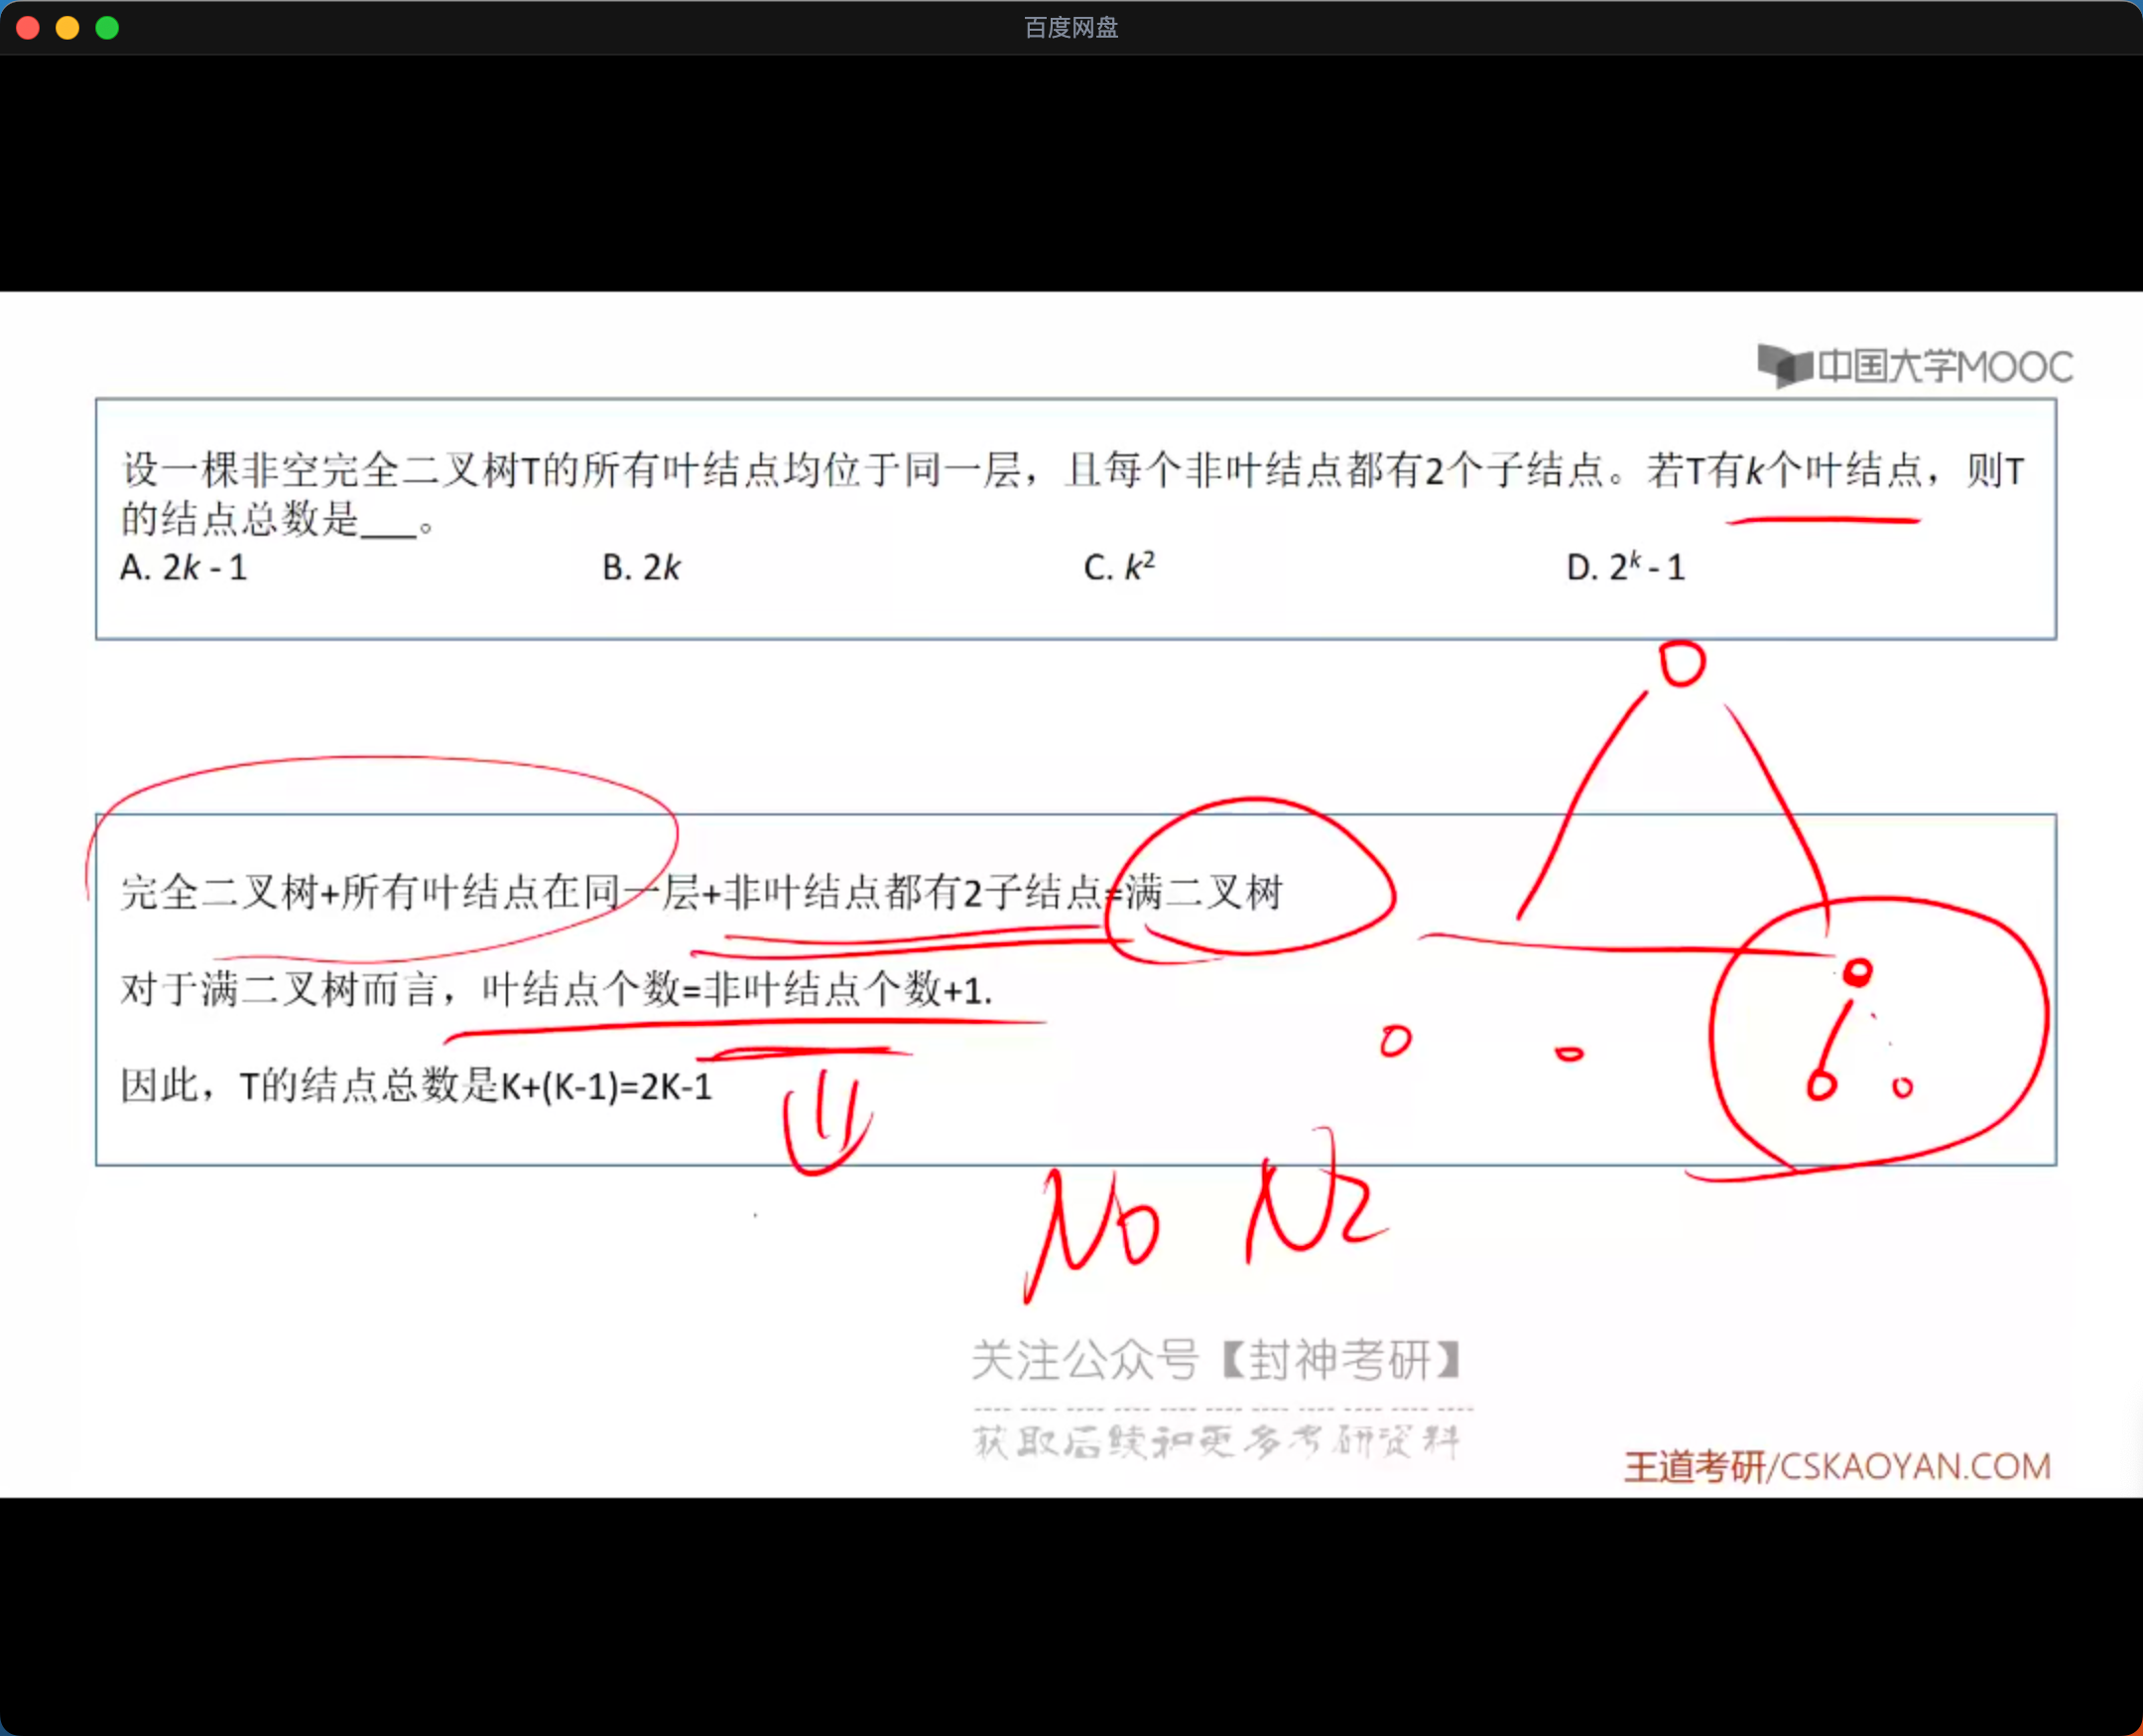 百度网盘
中国大学MOOC
设一棵非空完全二叉树T的所有叶结点均位于同一层，且每个非叶结点都有2个子结点。若T有k个叶结点，则T
的结点总数是___。
A. 2k - 1 B. 2k C. k² D. 2ᵏ - 1
完全二叉树+所有叶结点在同一层+非叶结点都有2子结点=满二叉树
对于满二叉树而言，叶结点个数=非叶结点个数+1.
因此，T的结点总数是K+(K-1)=2K-1
N0 N2
关注公众号【封神考研】
获取后续和更多考研资料
王道考研/CSKAOYAN.COM